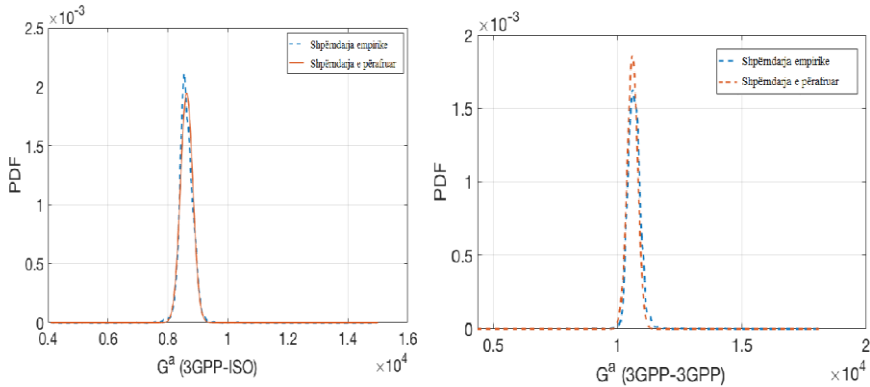 ×10⁻³
2.5
2
1.5
1
0.5
0
PDF
Shpërndarja empirike
Shpërndarja e përafruar
0.4 0.6 0.8 1 1.2 1.4 1.6
×10⁴
Gᵃ (3GPP-ISO)
×10⁻³
2
1.5
1
0.5
0
PDF
Shpërndarja empirike
Shpërndarja e përafruar
0.5 10 1.5 20
×10⁴
Gᵃ (3GPP-3GPP)